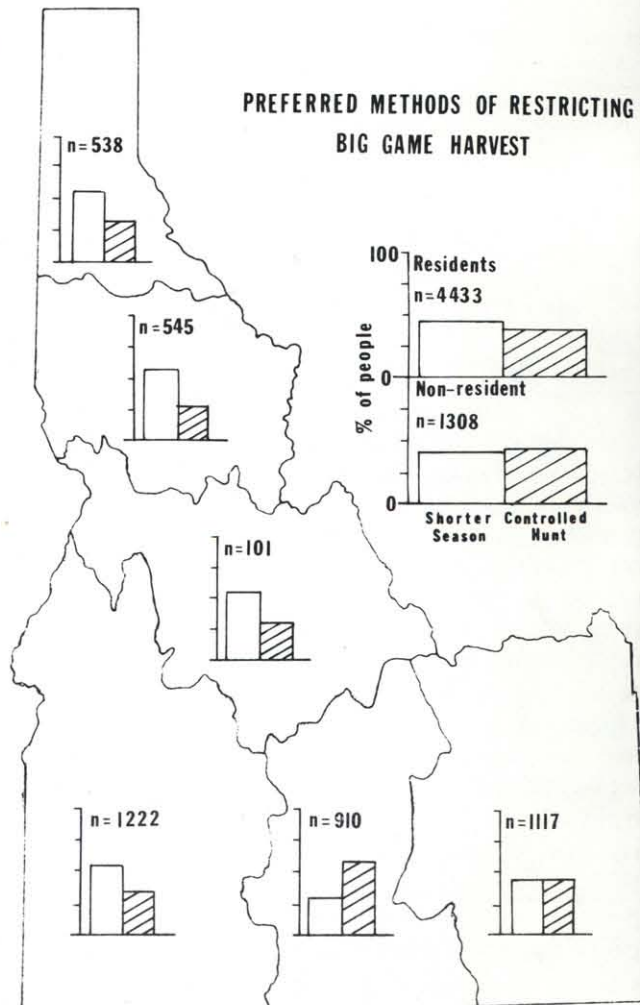 PREFERRED METHODS OF RESTRICTING
BIG GAME HARVEST
n=538
n=545
100
Residents
n=4433
% of people
0
Non-resident
n=1308
0
Shorter Season
Controlled Hunt
n=101
n=1222
n=910
n=1117